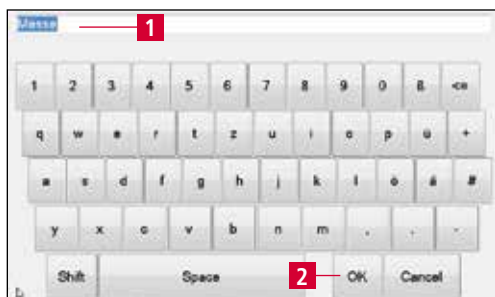 Masse 1
1 2 3 4 5 6 7 8 9 0 ß <=
q w e r t z u i o p ü +
a s d f g h j k l ö ä #
y x c v b n m , . -
Shift Space 2 OK Cancel